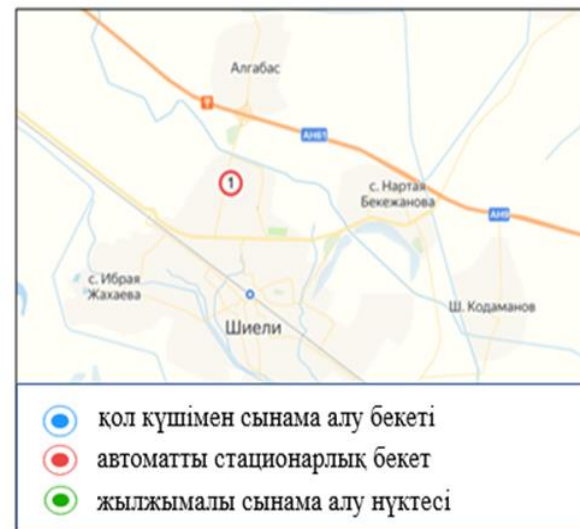 Алгабас
АН61
1
с. Нартая
Бекежанова
АН9
с. Ибрая
Жахаева
Ш. Кодаманов
Шиели
қол күшімен сынама алу бекеті
автоматты стационарлық бекет
жылжымалы сынама алу нүктесі